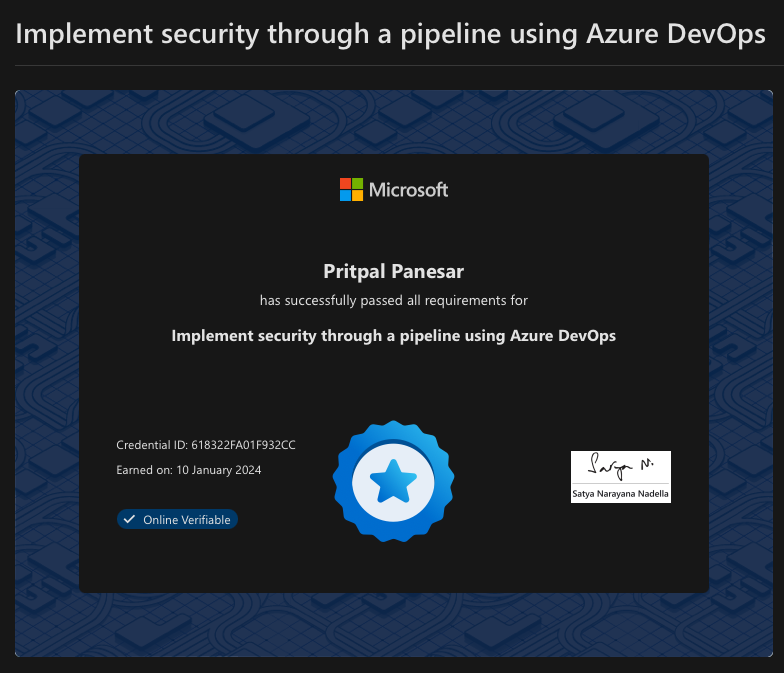 Implement security through a pipeline using Azure DevOps
Microsoft
Pritpal Panesar
has successfully passed all requirements for
Implement security through a pipeline using Azure DevOps
Credential ID: 618322FA01F932CC
Earned on: 10 January 2024
Online Verifiable
Satya N.
Satya Narayana Nadella